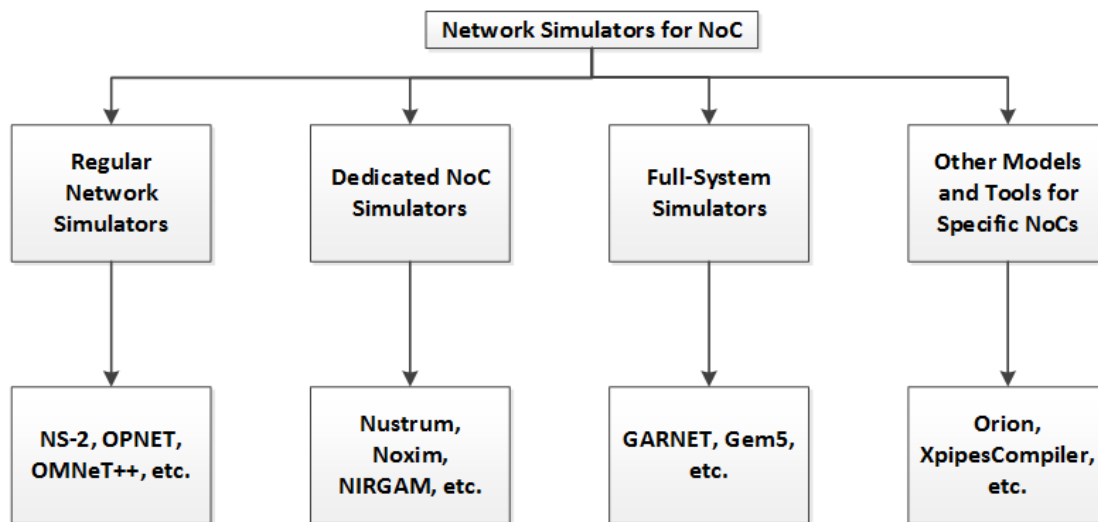 Network Simulators for NoC
Regular
Network
Simulators
Dedicated NoC
Simulators
Full-System
Simulators
Other Models
and Tools for
Specific NoCs
NS-2, OPNET,
OMNeT++, etc.
Nustrum,
Noxim,
NIRGAM, etc.
GARNET, Gem5,
etc.
Orion,
XpipesCompiler,
etc.